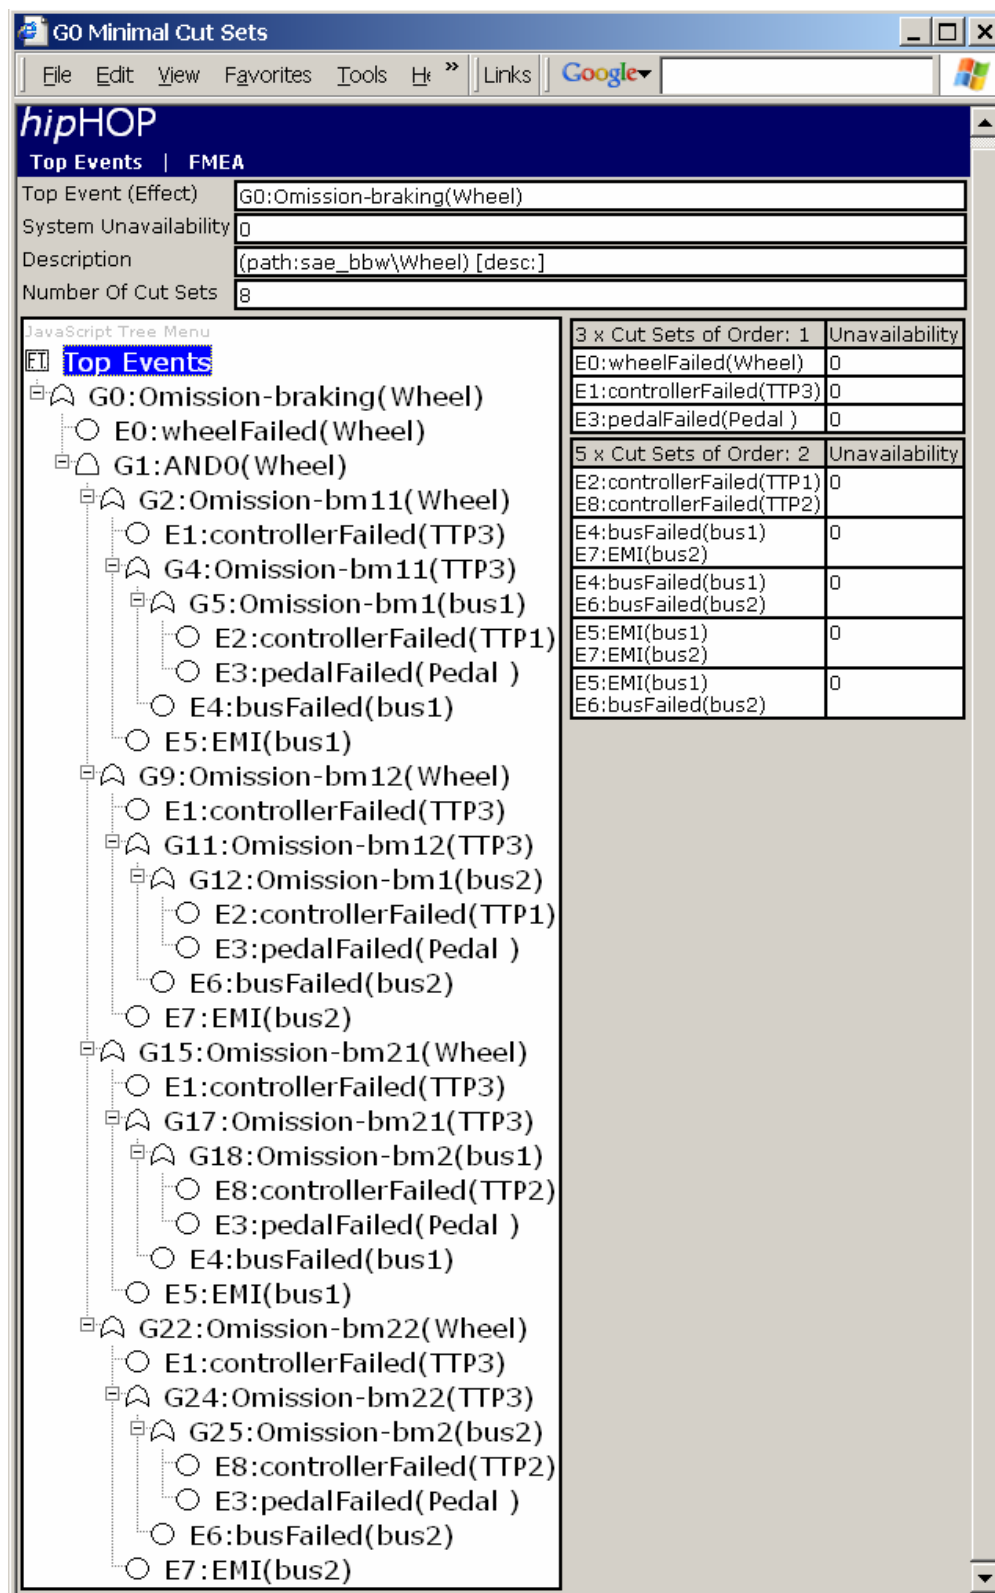 G0 Minimal Cut Sets
File Edit View Favorites Tools He » Links Google
hipHOP
Top Events | FMEA
Top Event (Effect) G0:Omission-braking(Wheel)
System Unavailability 0
Description (path:sae_bbw\Wheel) [desc:]
Number Of Cut Sets 8
JavaScript Tree Menu
FT Top Events
G0:Omission-braking(Wheel)
E0:wheelFailed(Wheel)
G1:AND0(Wheel)
G2:Omission-bm11(Wheel)
E1:controllerFailed(TTP3)
G4:Omission-bm11(TTP3)
G5:Omission-bm1(bus1)
E2:controllerFailed(TTP1)
E3:pedalFailed(Pedal )
E4:busFailed(bus1)
E5:EMI(bus1)
G9:Omission-bm12(Wheel)
E1:controllerFailed(TTP3)
G11:Omission-bm12(TTP3)
G12:Omission-bm1(bus2)
E2:controllerFailed(TTP1)
E3:pedalFailed(Pedal )
E6:busFailed(bus2)
E7:EMI(bus2)
G15:Omission-bm21(Wheel)
E1:controllerFailed(TTP3)
G17:Omission-bm21(TTP3)
G18:Omission-bm2(bus1)
E8:controllerFailed(TTP2)
E3:pedalFailed(Pedal )
E4:busFailed(bus1)
E5:EMI(bus1)
G22:Omission-bm22(Wheel)
E1:controllerFailed(TTP3)
G24:Omission-bm22(TTP3)
G25:Omission-bm2(bus2)
E8:controllerFailed(TTP2)
E3:pedalFailed(Pedal )
E6:busFailed(bus2)
E7:EMI(bus2)
3 x Cut Sets of Order: 1 Unavailability
E0:wheelFailed(Wheel) 0
E1:controllerFailed(TTP3) 0
E3:pedalFailed(Pedal ) 0
5 x Cut Sets of Order: 2 Unavailability
E2:controllerFailed(TTP1) 0
E8:controllerFailed(TTP2)
E4:busFailed(bus1) 0
E7:EMI(bus2)
E4:busFailed(bus1) 0
E6:busFailed(bus2)
E5:EMI(bus1) 0
E7:EMI(bus2)
E5:EMI(bus1) 0
E6:busFailed(bus2)